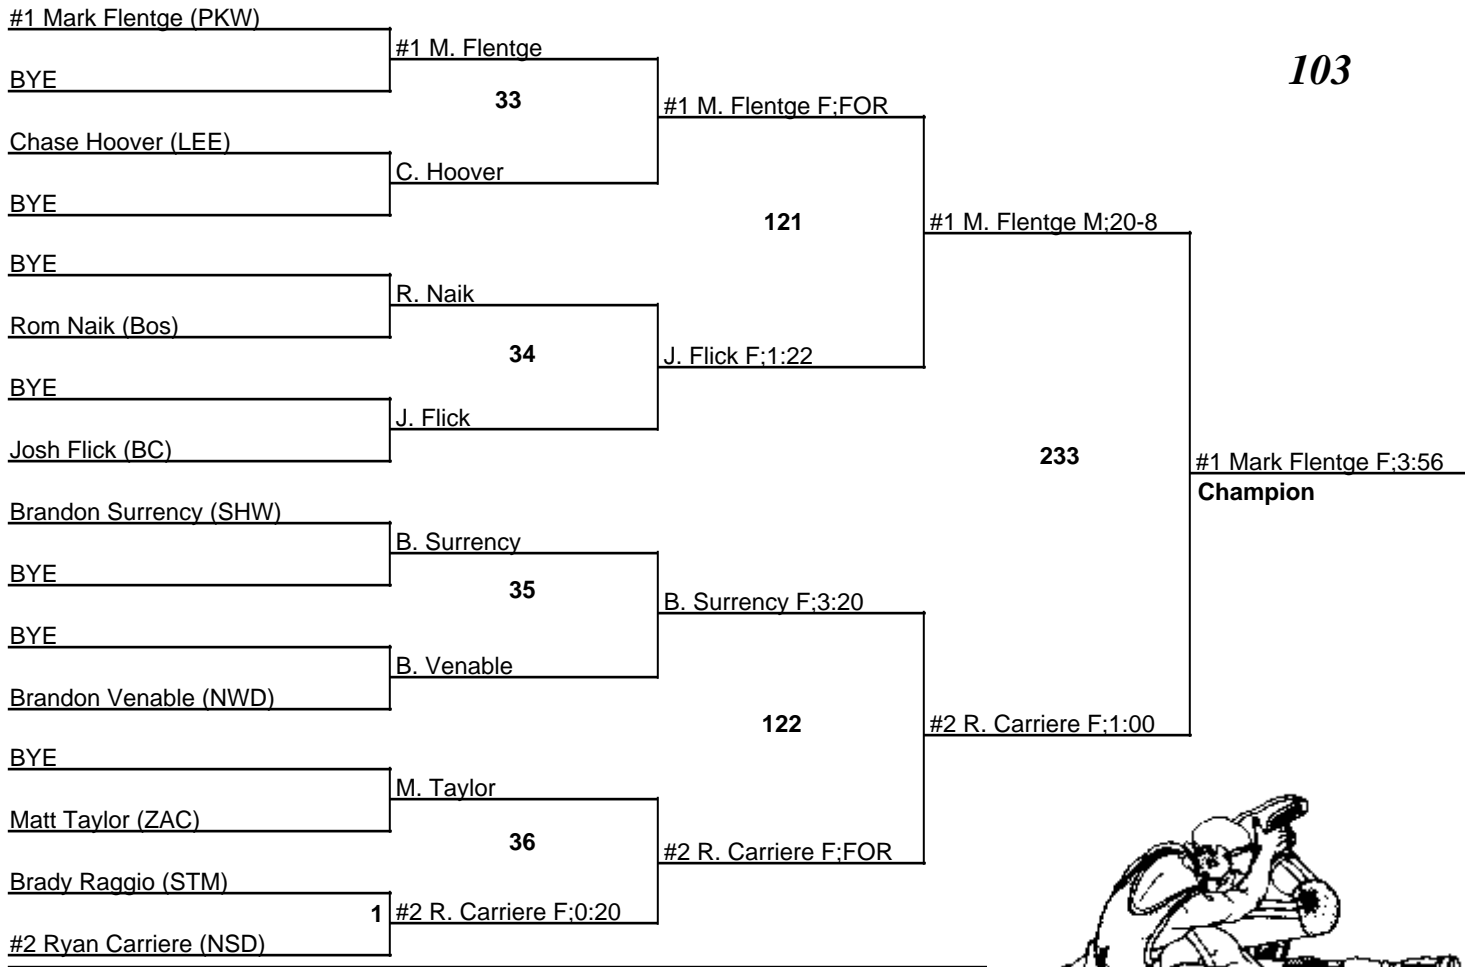 #1 Mark Flentge (PKW)
#1 M. Flentge
103
BYE
33
#1 M. Flentge F;FOR
Chase Hoover (LEE)
C. Hoover
BYE
121
#1 M. Flentge M;20-8
BYE
R. Naik
Rom Naik (Bos)
34
J. Flick F;1:22
BYE
J. Flick
Josh Flick (BC)
233
#1 Mark Flentge F;3:56
Champion
Brandon Surrency (SHW)
B. Surrency
BYE
35
B. Surrency F;3:20
BYE
B. Venable
Brandon Venable (NWD)
122
#2 R. Carriere F;1:00
BYE
M. Taylor
Matt Taylor (ZAC)
36
#2 R. Carriere F;FOR
Brady Raggio (STM)
1
#2 R. Carriere F;0:20
#2 Ryan Carriere (NSD)